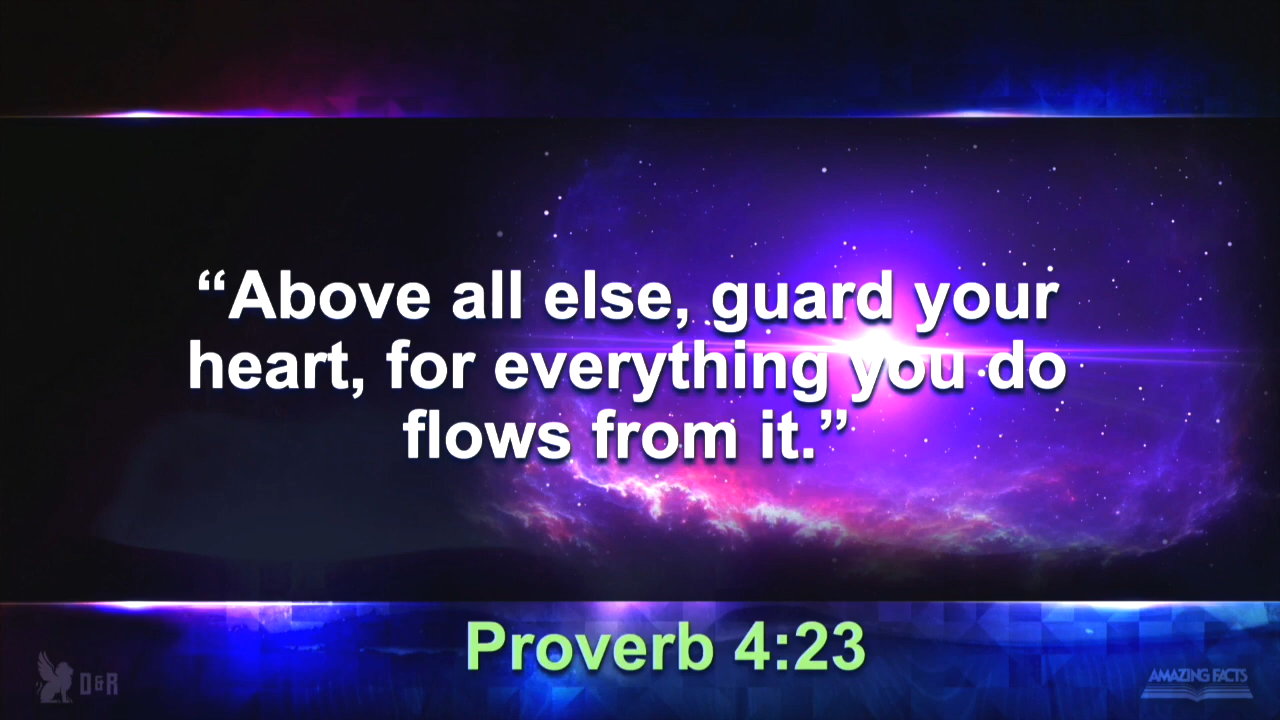 “Above all else, guard your
heart, for everything you do
flows from it.”
Proverb 4:23
D&R
AMAZING FACTS